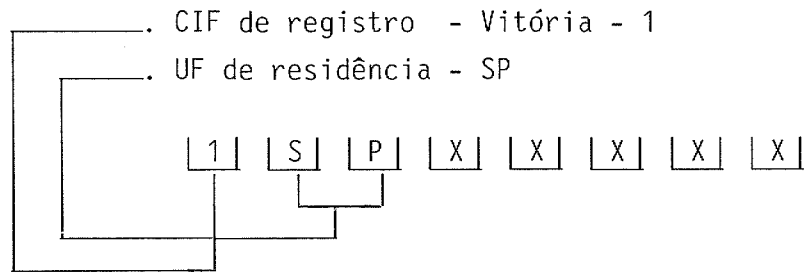 . CIF de registro - Vitória - 1
. UF de residência - SP
1 S P X X X X X